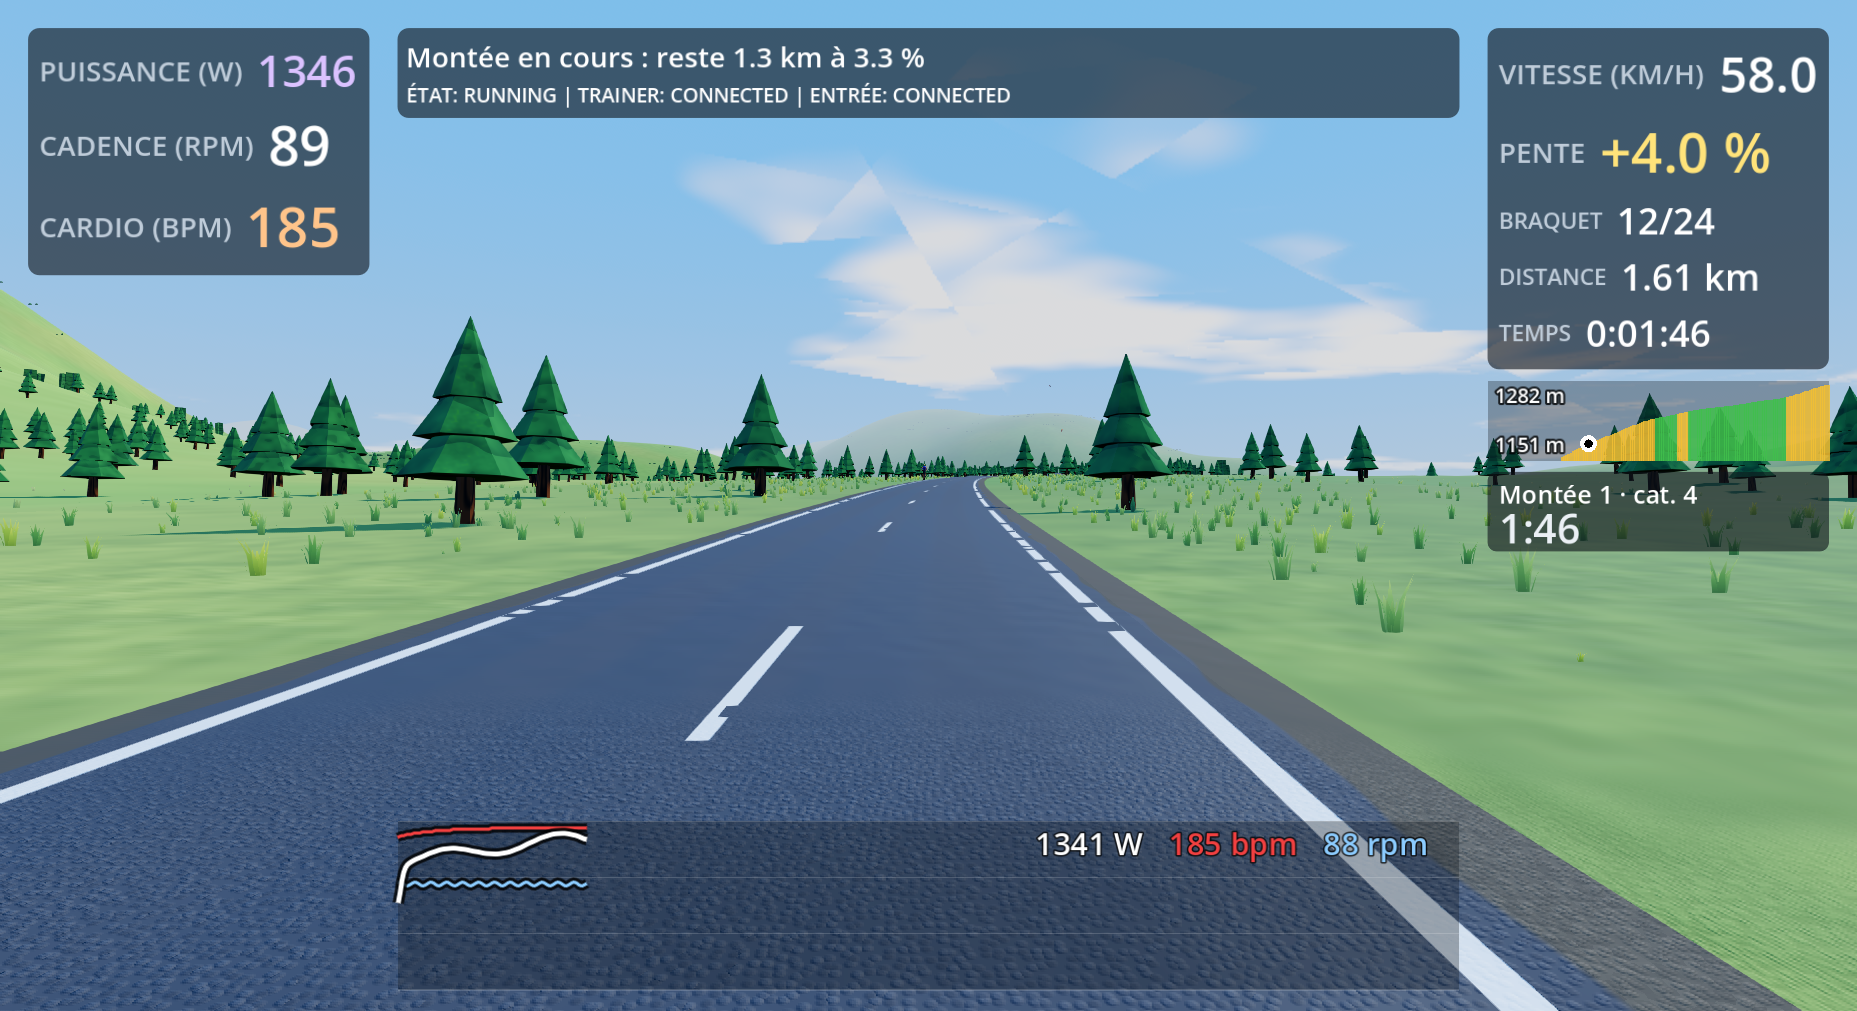 PUISSANCE (W) 1346
CADENCE (RPM) 89
CARDIO (BPM) 185
Montée en cours : reste 1.3 km à 3.3 %
ÉTAT: RUNNING | TRAINER: CONNECTED | ENTRÉE: CONNECTED
VITESSE (KM/H) 58.0
PENTE +4.0 %
BRAQUET 12/24
DISTANCE 1.61 km
TEMPS 0:01:46
1282 m
1151 m
Montée 1 · cat. 4
1:46
1341 W 185 bpm 88 rpm